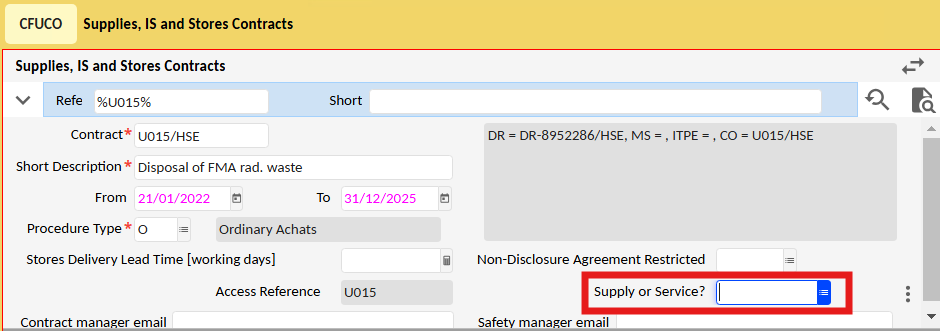 CFUCO Supplies, IS and Stores Contracts
Supplies, IS and Stores Contracts
Refe %U015% Short
Contract* U015/HSE DR = DR-8952286/HSE, MS = , ITPE = , CO = U015/HSE
Short Description* Disposal of FMA rad. waste
From 21/01/2022 To 31/12/2025
Procedure Type* O Ordinary Achats
Stores Delivery Lead Time [working days] Non-Disclosure Agreement Restricted
Access Reference U015 Supply or Service?
Contract manager email Safety manager email